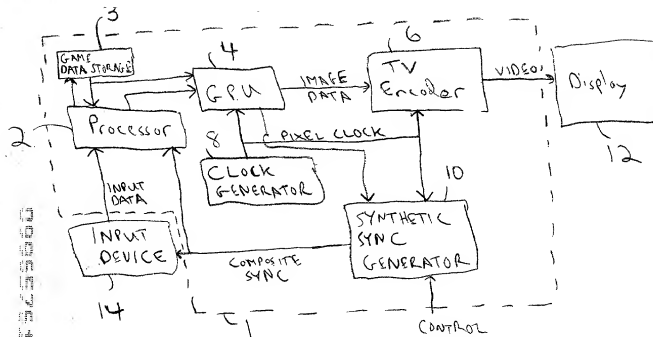 3
GAME
DATA STORAGE
4
GPU
6
TV
Encoder
IMAGE
DATA
VIDEO
Display
12
2
Processor
8
PIXEL CLOCK
CLOCK
GENERATOR
10
INPUT
DATA
SYNTHETIC
SYNC
GENERATOR
INPUT
DEVICE
14
COMPOSITE
SYNC
1
CONTROL